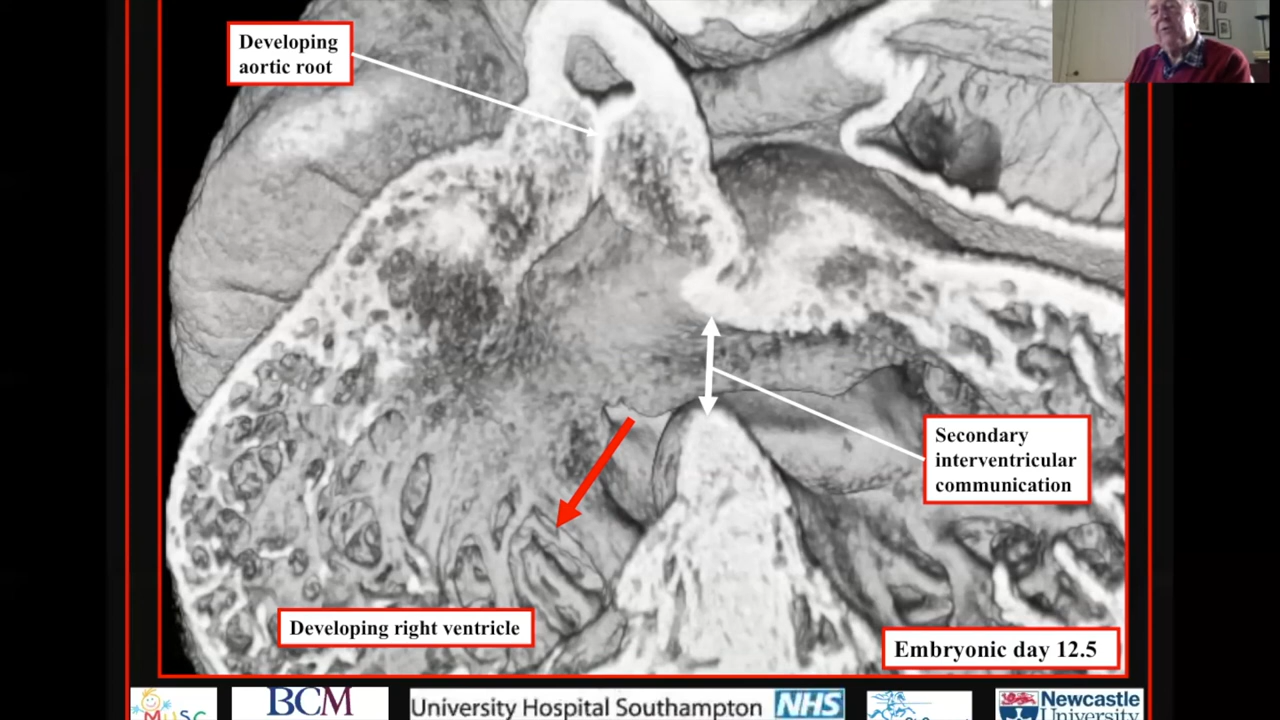 Developing
aortic root
Secondary
interventricular
communication
Developing right ventricle
Embryonic day 12.5
BCM
University Hospital Southampton
NHS
Newcastle
University